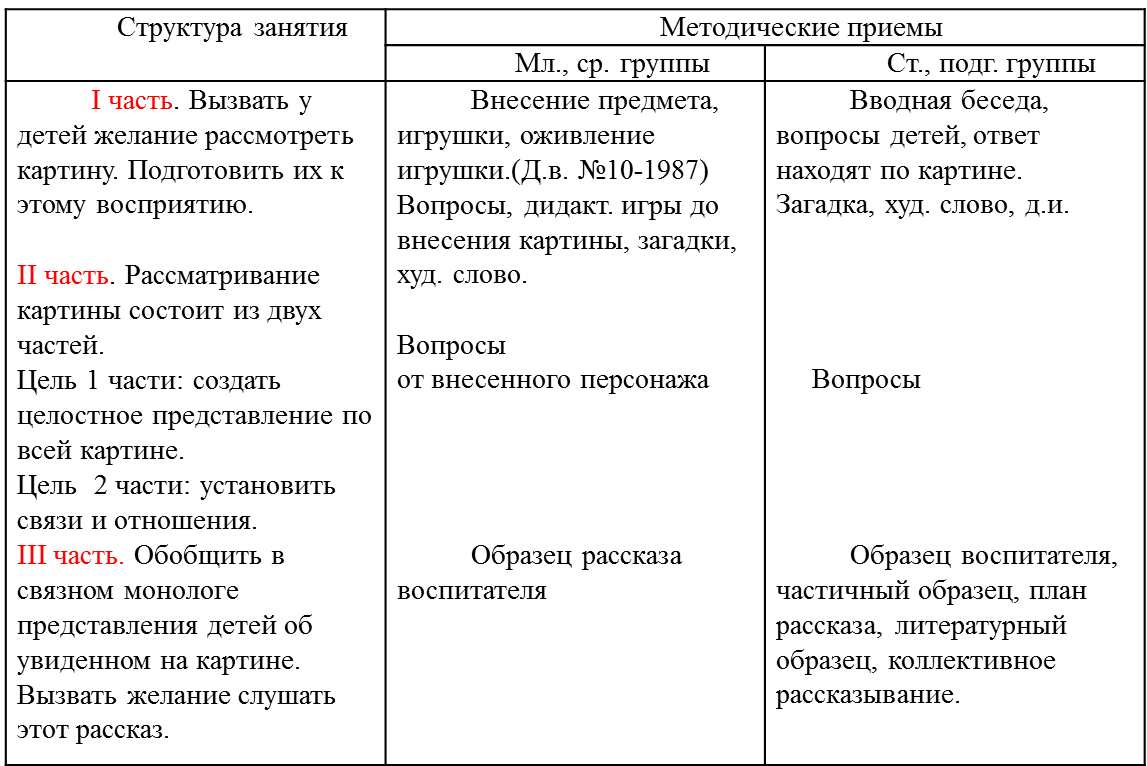 Структура занятия
Методические приемы
Мл., ср. группы
Ст., подг. группы
I часть. Вызвать у
детей желание рассмотреть
картину. Подготовить их к
этому восприятию.
II часть. Рассматривание
картины состоит из двух
частей.
Цель 1 части: создать
целостное представление по
всей картине.
Цель 2 части: установить
связи и отношения.
III часть. Обобщить в
связном монологе
представления детей об
увиденном на картине.
Вызвать желание слушать
этот рассказ.
Внесение предмета,
игрушки, оживление
игрушки.(Д.в. №10-1987)
Вопросы, дидакт. игры до
внесения картины, загадки,
худ. слово.
Вопросы
от внесенного персонажа
Образец рассказа
воспитателя
Вводная беседа,
вопросы детей, ответ
находят по картине.
Загадка, худ. слово, д.и.
Вопросы
Образец воспитателя,
частичный образец, план
рассказа, литературный
образец, коллективное
рассказывание.